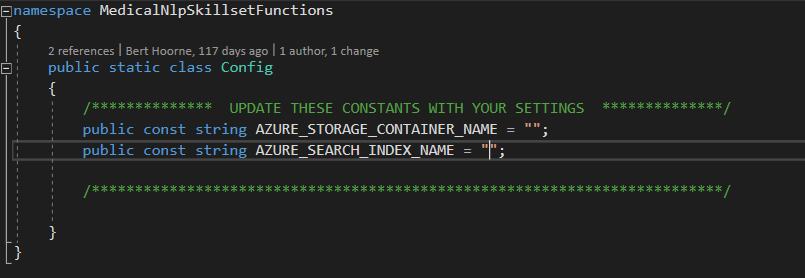 namespace MedicalNlpSkillsetFunctions
{
2 references | Bert Hoorne, 117 days ago | 1 author, 1 change
public static class Config
{
/************** UPDATE THESE CONSTANTS WITH YOUR SETTINGS **************/
public const string AZURE_STORAGE_CONTAINER_NAME = "";
public const string AZURE_SEARCH_INDEX_NAME = "";
/*****************************************************************************/
}
}